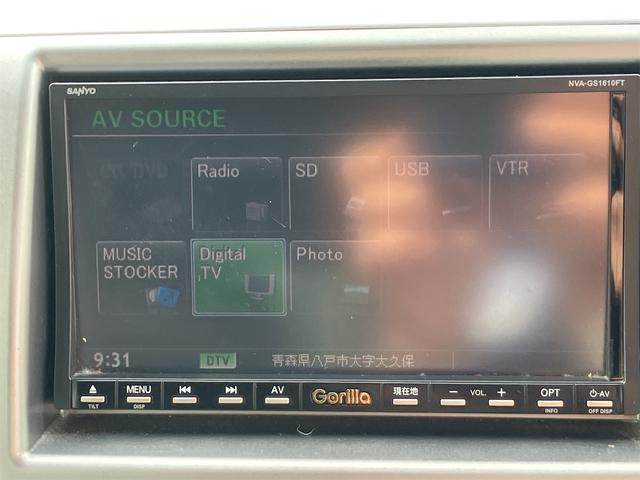 SANYO
NVA-GS1610FT
AV SOURCE
CD/DVD
Radio
SD
USB
VTR
MUSIC STOCKER
Digital TV
Photo
9:31
DTV
青森県八戸市大字大久保
MENU
AV
Gorilla
現在地
VOL.
OPT
AV
TILT
DISP
INFO
OFF DISP